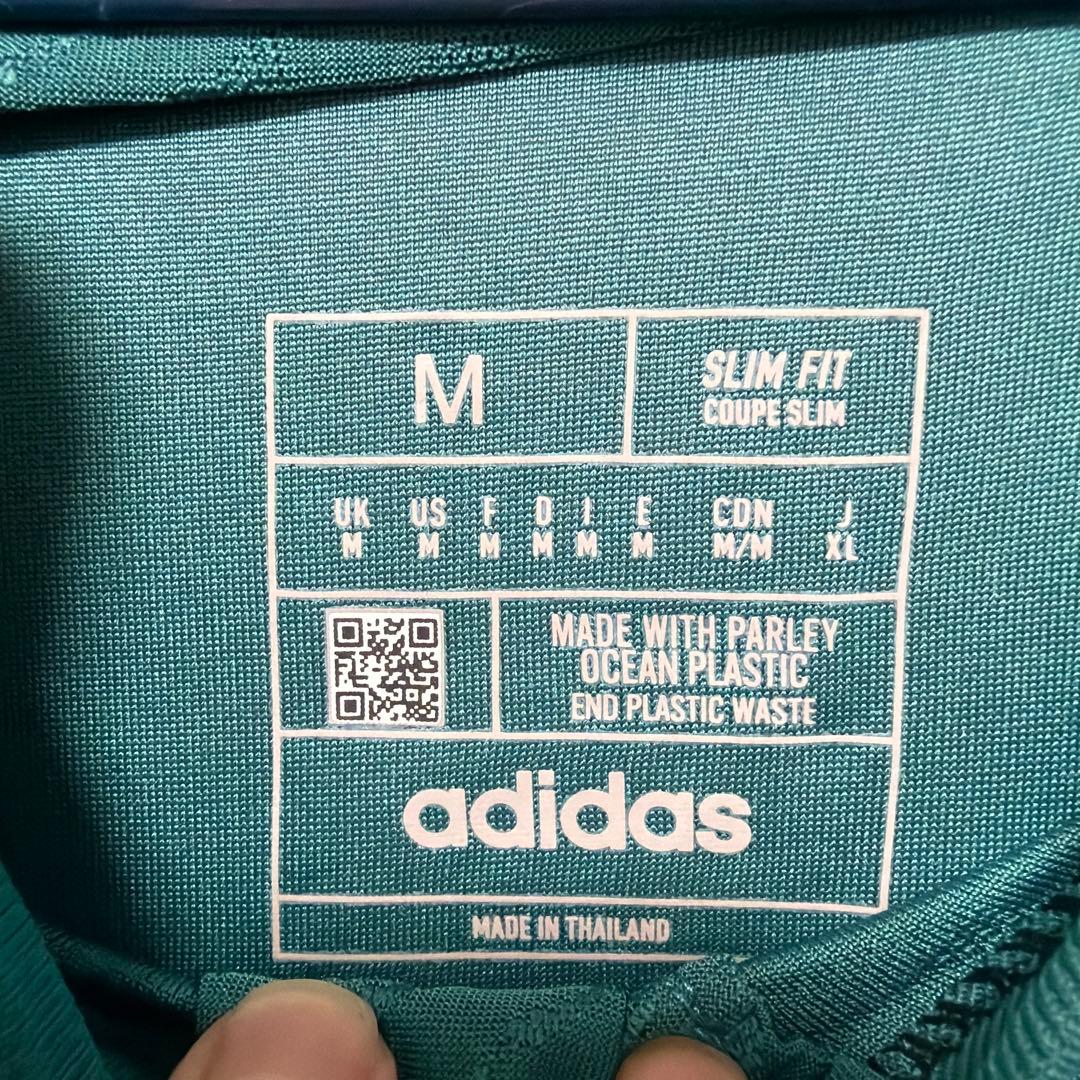 M
SLIM FIT
COUPE SLIM
UK US F D I E CDN J
M M M M M M M/M XL
MADE WITH PARLEY
OCEAN PLASTIC
END PLASTIC WASTE
adidas
MADE IN THAILAND